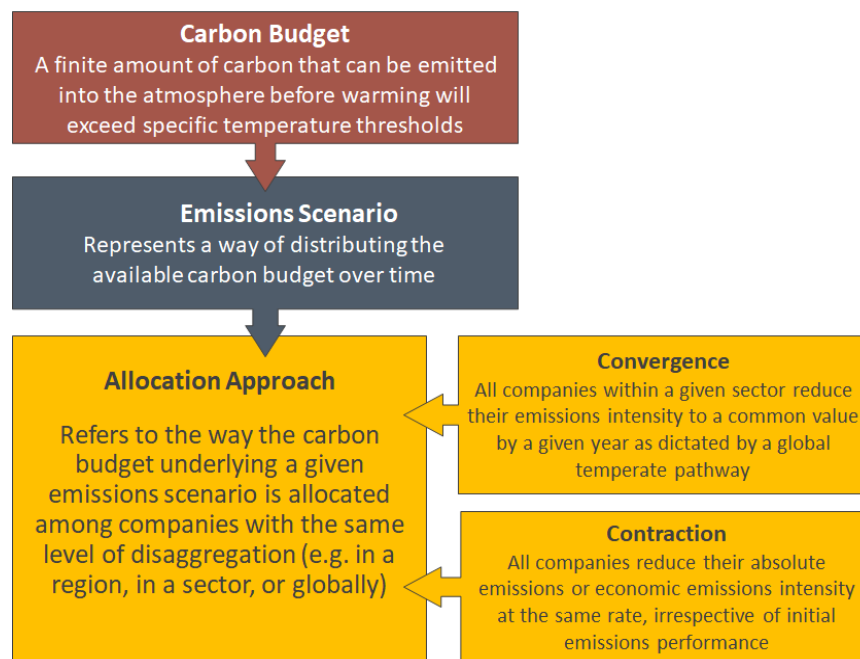 Carbon Budget
A finite amount of carbon that can be emitted
into the atmosphere before warming will
exceed specific temperature thresholds
Emissions Scenario
Represents a way of distributing the
available carbon budget over time
Allocation Approach
Refers to the way the carbon
budget underlying a given
emissions scenario is allocated
among companies with the same
level of disaggregation (e.g. in a
region, in a sector, or globally)
Convergence
All companies within a given sector reduce
their emissions intensity to a common value
by a given year as dictated by a global
temperate pathway
Contraction
All companies reduce their absolute
emissions or economic emissions intensity
at the same rate, irrespective of initial
emissions performance